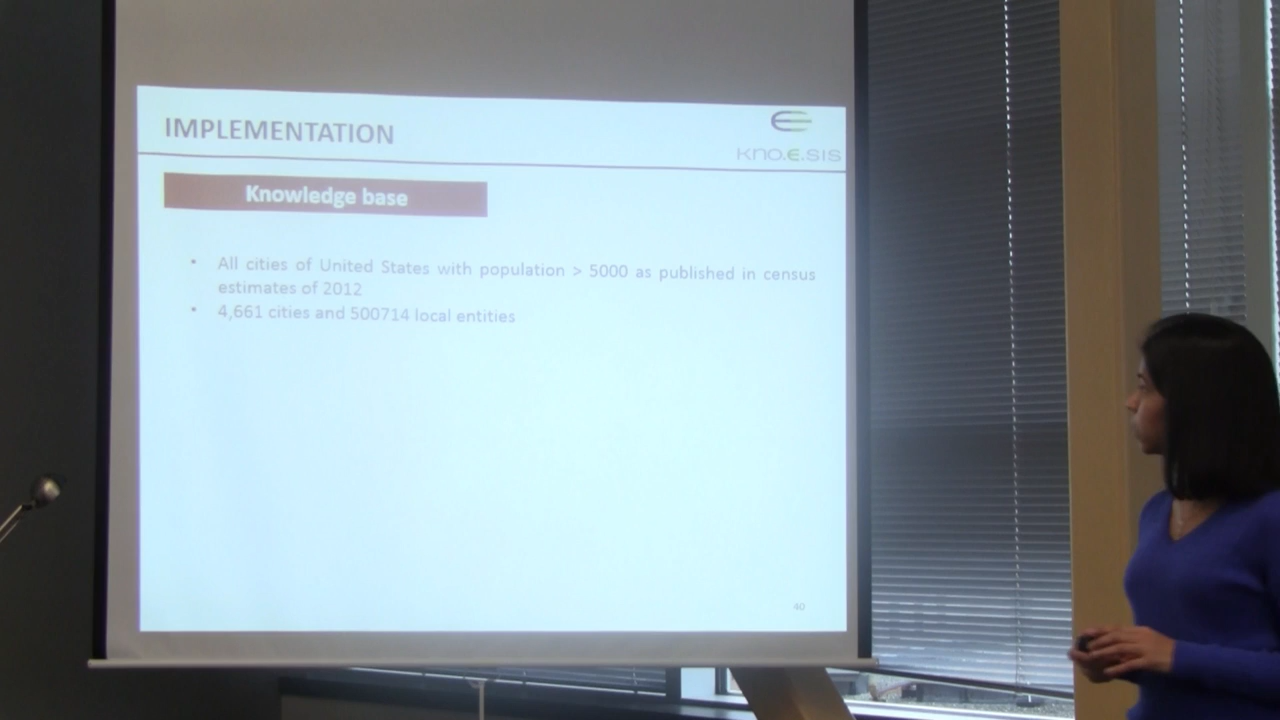 IMPLEMENTATION
KNO.E.SIS
Knowledge base
• All cities of United States with population > 5000 as published in census
estimates of 2012
• 4,661 cities and 500714 local entities
40